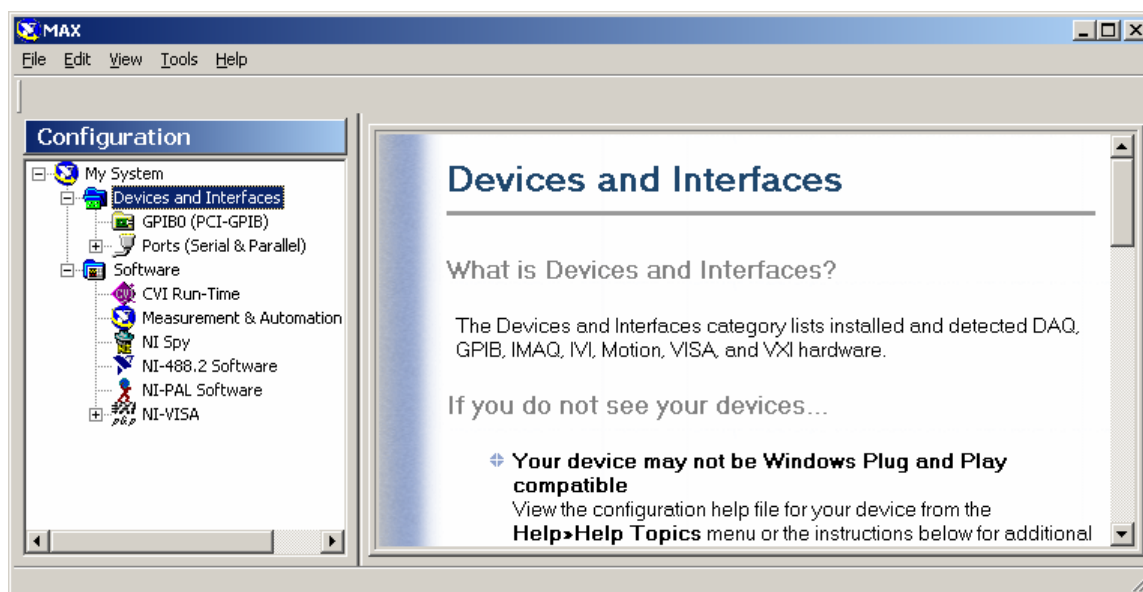 MAX
File Edit View Tools Help
Configuration
My System
Devices and Interfaces
GPIB0 (PCI-GPIB)
Ports (Serial & Parallel)
Software
CVI Run-Time
Measurement & Automation
NI Spy
NI-488.2 Software
NI-PAL Software
NI-VISA
Devices and Interfaces
What is Devices and Interfaces?
The Devices and Interfaces category lists installed and detected DAQ,
GPIB, IMAQ, IVI, Motion, VISA, and VXI hardware.
If you do not see your devices...
Your device may not be Windows Plug and Play
compatible
View the configuration help file for your device from the
Help»Help Topics menu or the instructions below for additional